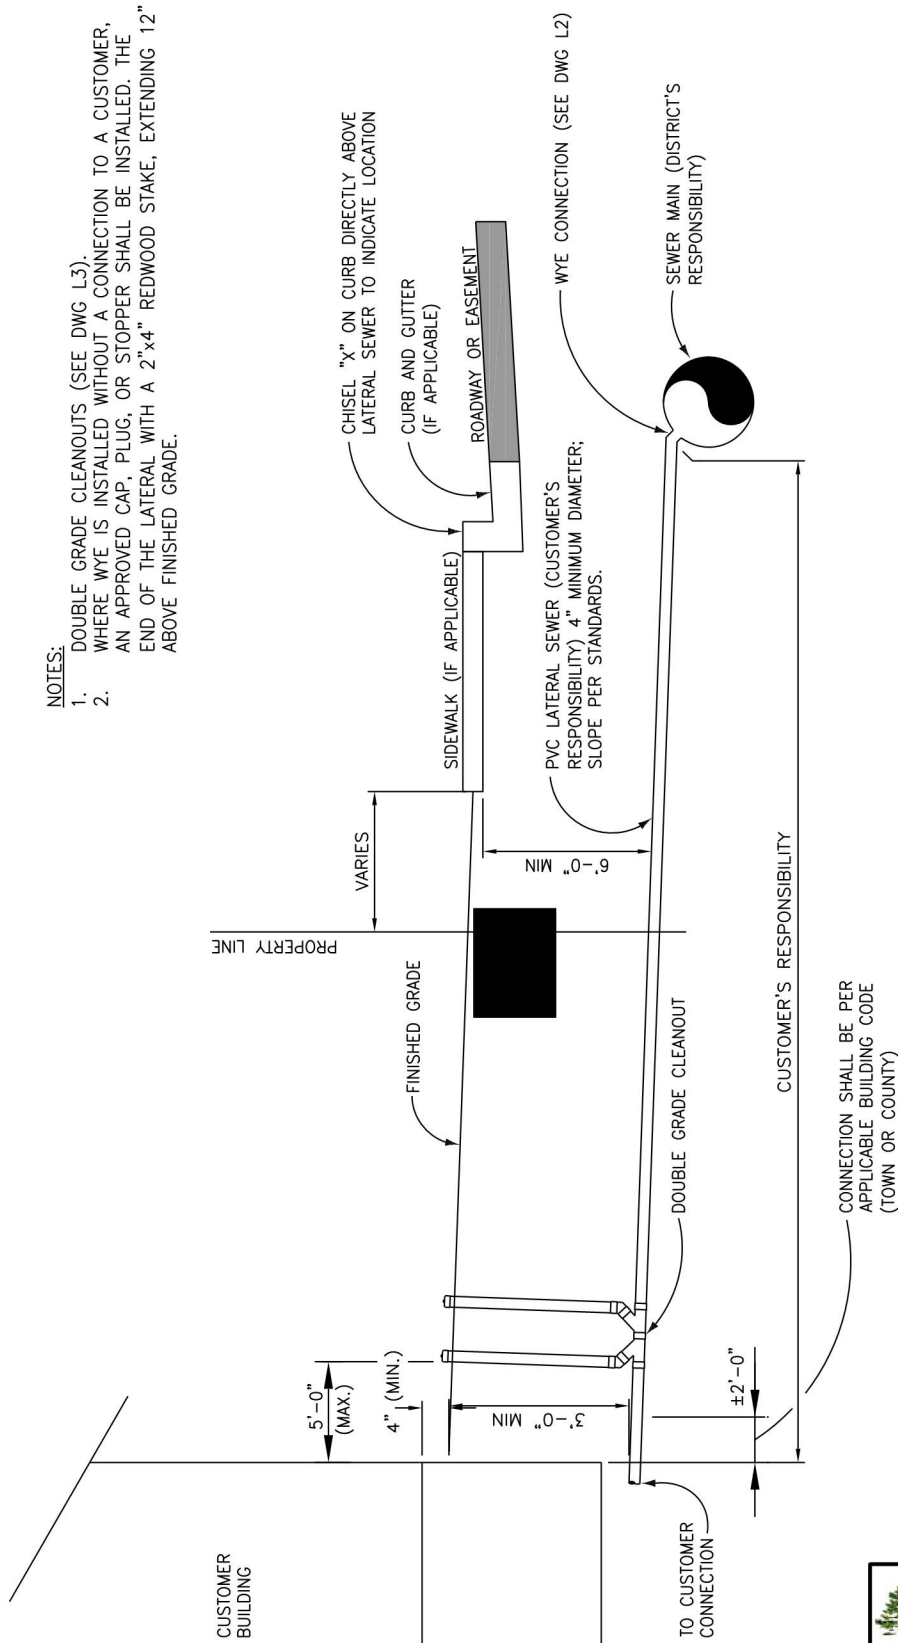 NOTES:
1. DOUBLE GRADE CLEANOUTS (SEE DWG L3).
2. WHERE WYE IS INSTALLED WITHOUT A CONNECTION TO A CUSTOMER,
AN APPROVED CAP, PLUG, OR STOPPER SHALL BE INSTALLED. THE
END OF THE LATERAL WITH A 2"x4" REDWOOD STAKE, EXTENDING 12"
ABOVE FINISHED GRADE.
CUSTOMER
BUILDING
5'-0"
(MAX.)
4" (MIN.)
3'-0" MIN
FINISHED GRADE
PROPERTY LINE
VARIES
SIDEWALK (IF APPLICABLE)
CHISEL "X" ON CURB DIRECTLY ABOVE
LATERAL SEWER TO INDICATE LOCATION
CURB AND GUTTER
(IF APPLICABLE)
ROADWAY OR EASEMENT
6'-0" MIN
PVC LATERAL SEWER (CUSTOMER'S
RESPONSIBILITY) 4" MINIMUM DIAMETER;
SLOPE PER STANDARDS.
WYE CONNECTION (SEE DWG L2)
SEWER MAIN (DISTRICT'S
RESPONSIBILITY)
TO CUSTOMER
CONNECTION
±2'-0"
DOUBLE GRADE CLEANOUT
CUSTOMER'S RESPONSIBILITY
CONNECTION SHALL BE PER
APPLICABLE BUILDING CODE
(TOWN OR COUNTY)